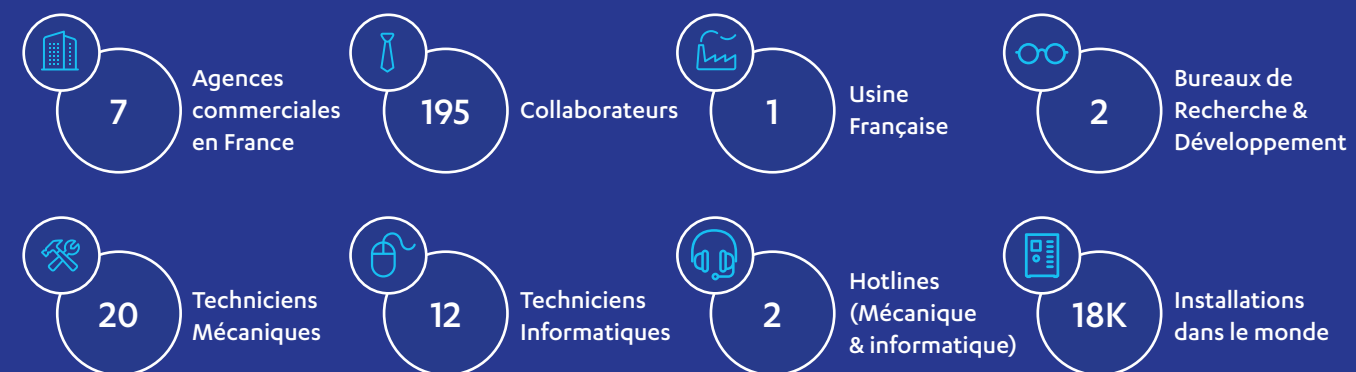 7
Agences
commerciales
en France
195
Collaborateurs
1
Usine
Française
2
Bureaux de
Recherche &
Développement
20
Techniciens
Mécaniques
12
Techniciens
Informatiques
2
Hotlines
(Mécanique
& informatique)
18K
Installations
dans le monde